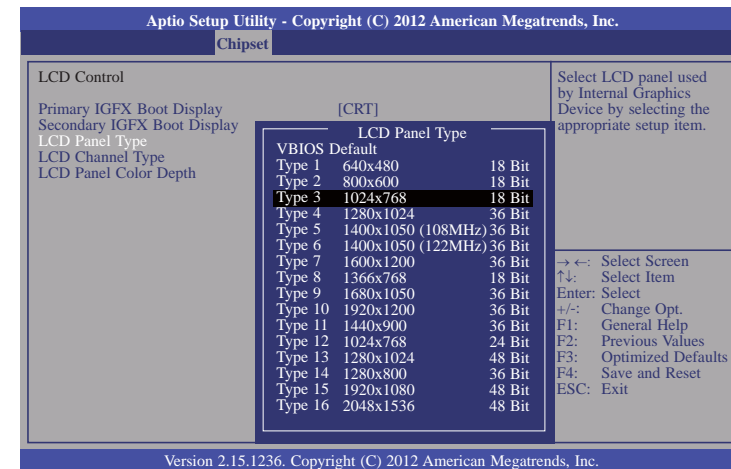 Aptio Setup Utility - Copyright (C) 2012 American Megatrends, Inc.
Chipset
LCD Control
Primary IGFX Boot Display [CRT]
Secondary IGFX Boot Display
LCD Panel Type
LCD Channel Type
LCD Panel Color Depth
LCD Panel Type
VBIOS Default
Type 1 640x480 18 Bit
Type 2 800x600 18 Bit
Type 3 1024x768 18 Bit
Type 4 1280x1024 36 Bit
Type 5 1400x1050 (108MHz) 36 Bit
Type 6 1400x1050 (122MHz) 36 Bit
Type 7 1600x1200 36 Bit
Type 8 1366x768 18 Bit
Type 9 1680x1050 36 Bit
Type 10 1920x1200 36 Bit
Type 11 1440x900 36 Bit
Type 12 1024x768 24 Bit
Type 13 1280x1024 48 Bit
Type 14 1280x800 36 Bit
Type 15 1920x1080 48 Bit
Type 16 2048x1536 48 Bit
Select LCD panel used
by Internal Graphics
Device by selecting the
appropriate setup item.
→ ←: Select Screen
↑↓: Select Item
Enter: Select
+/-: Change Opt.
F1: General Help
F2: Previous Values
F3: Optimized Defaults
F4: Save and Reset
ESC: Exit
Version 2.15.1236. Copyright (C) 2012 American Megatrends, Inc.